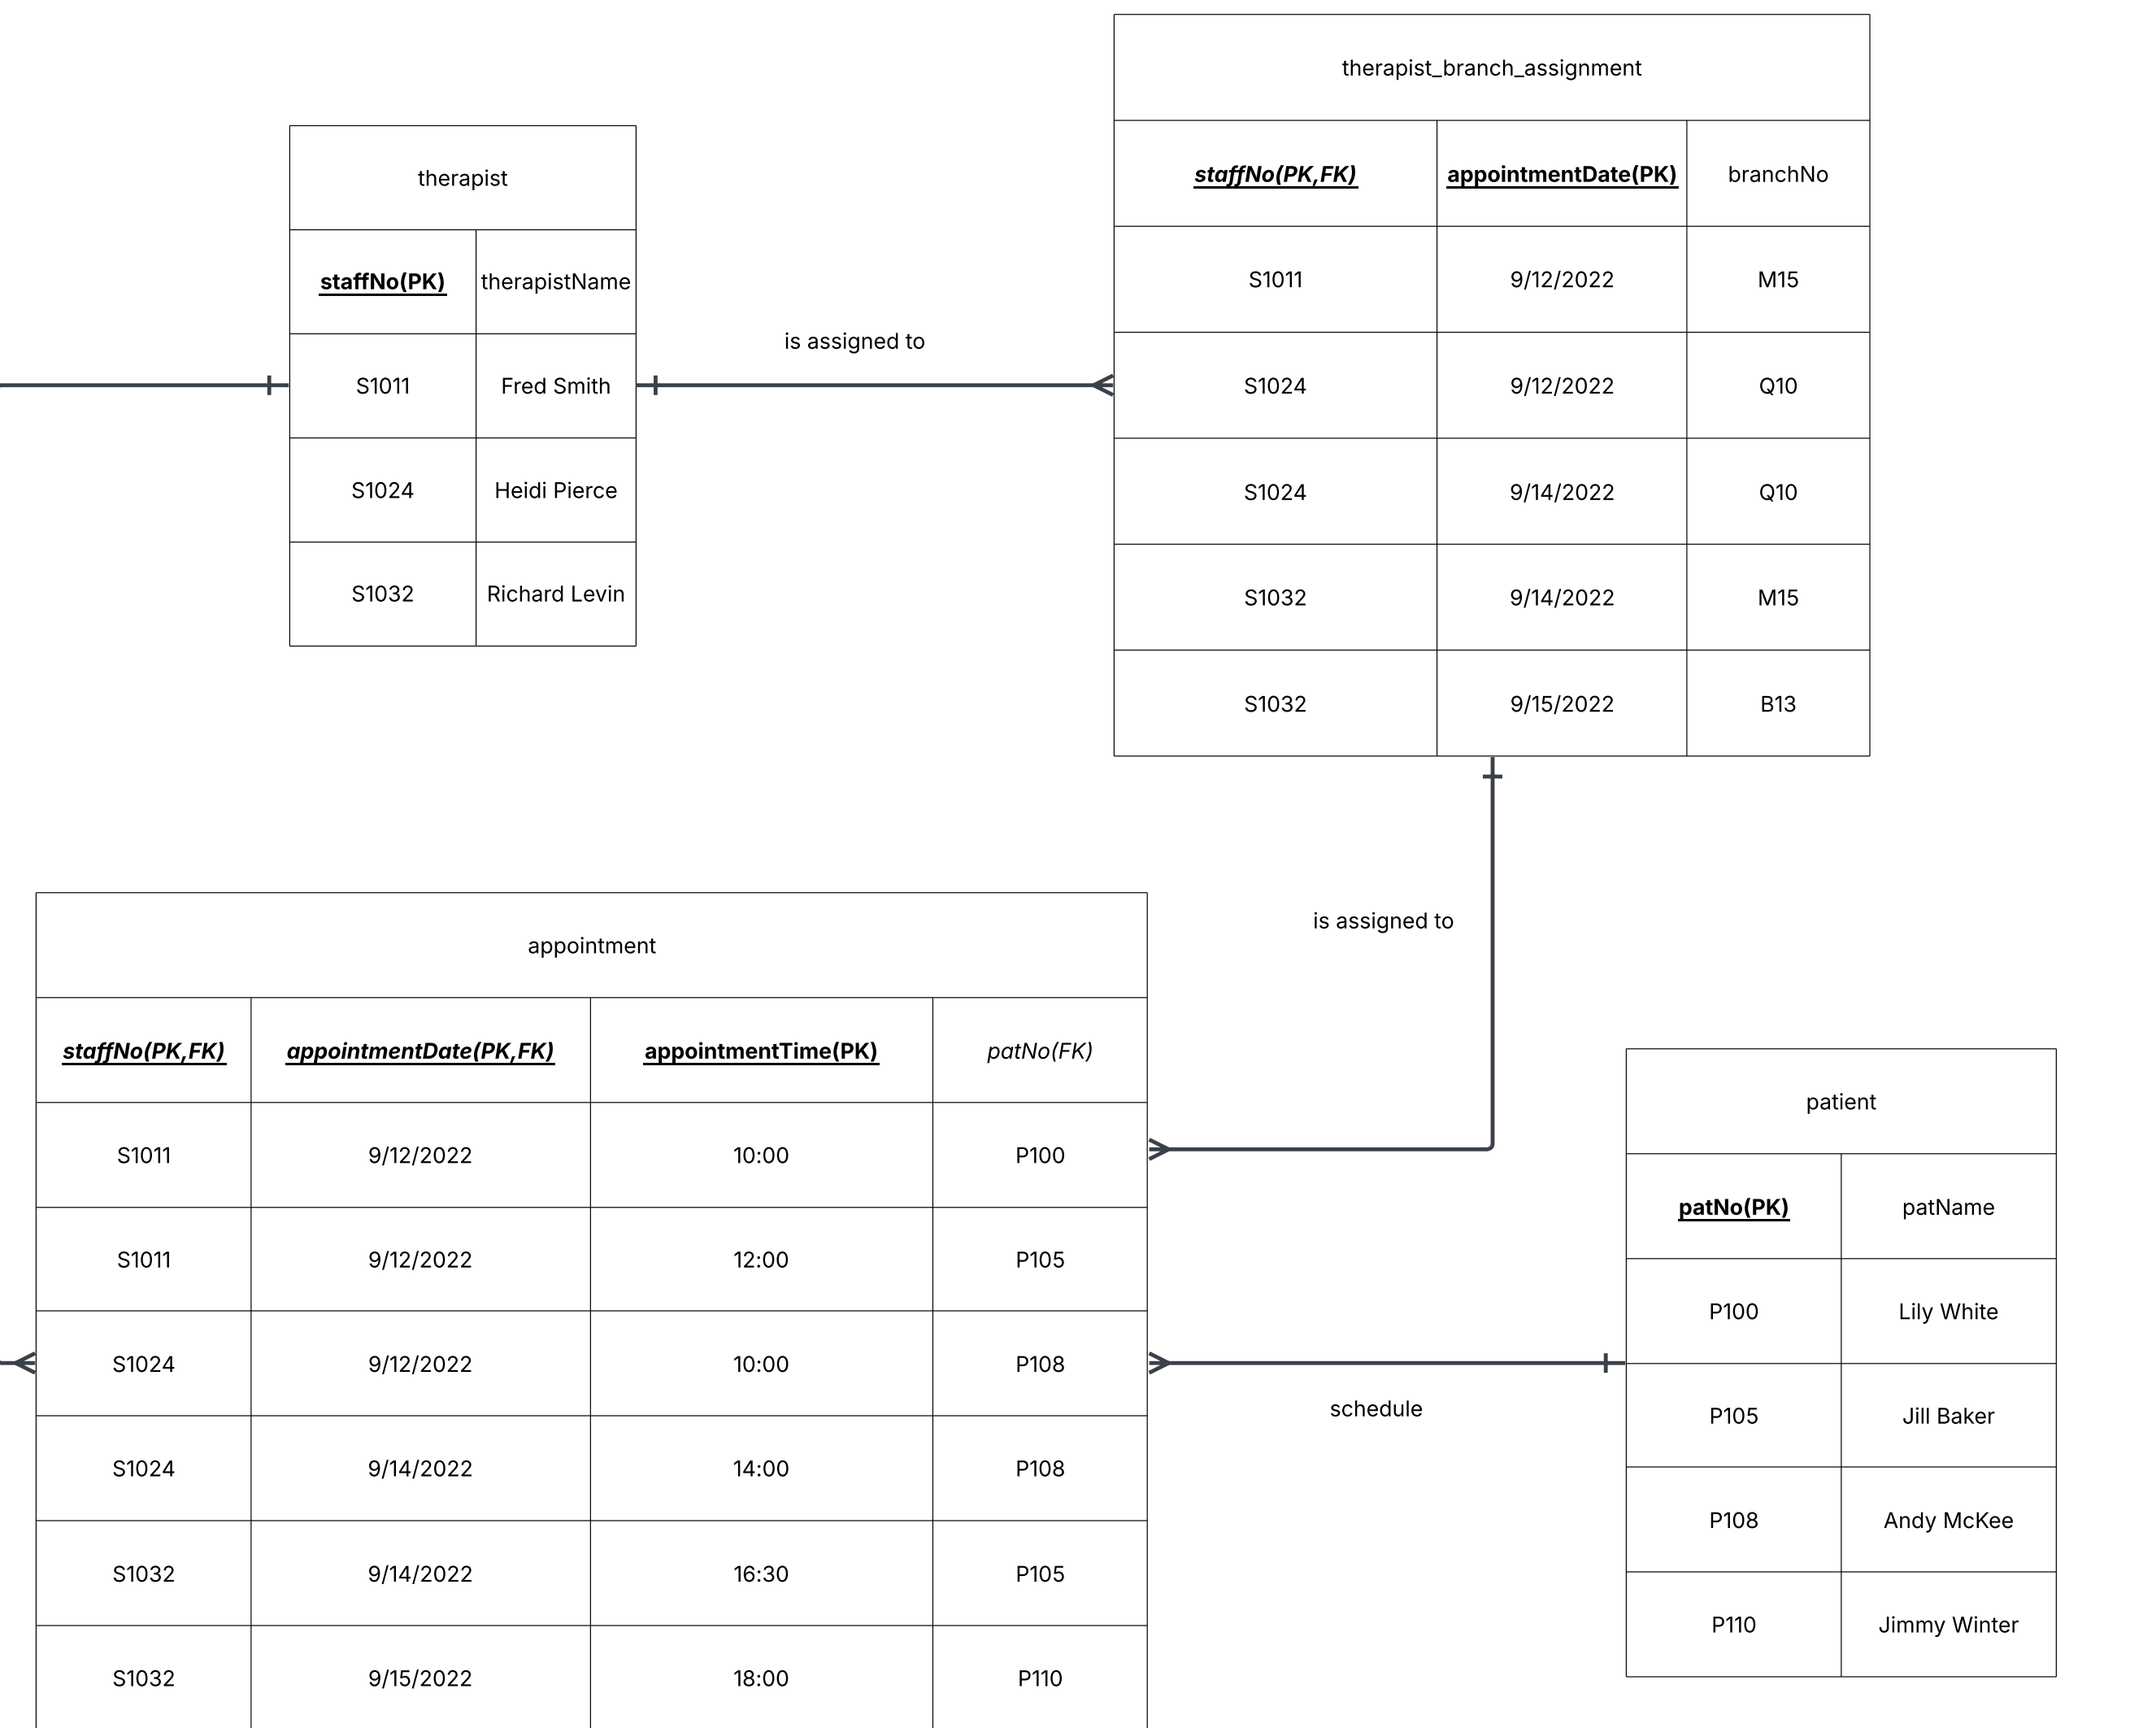 therapist_branch_assignment
staffNo(PK,FK) appointmentDate(PK) branchNo
S1011 9/12/2022 M15
S1024 9/12/2022 Q10
S1024 9/14/2022 Q10
S1032 9/14/2022 M15
S1032 9/15/2022 B13
therapist
staffNo(PK) therapistName
S1011 Fred Smith
S1024 Heidi Pierce
S1032 Richard Levin
is assigned to
is assigned to
appointment
staffNo(PK,FK) appointmentDate(PK,FK) appointmentTime(PK) patNo(FK)
S1011 9/12/2022 10:00 P100
S1011 9/12/2022 12:00 P105
S1024 9/12/2022 10:00 P108
S1024 9/14/2022 14:00 P108
S1032 9/14/2022 16:30 P105
S1032 9/15/2022 18:00 P110
schedule
patient
patNo(PK) patName
P100 Lily White
P105 Jill Baker
P108 Andy McKee
P110 Jimmy Winter